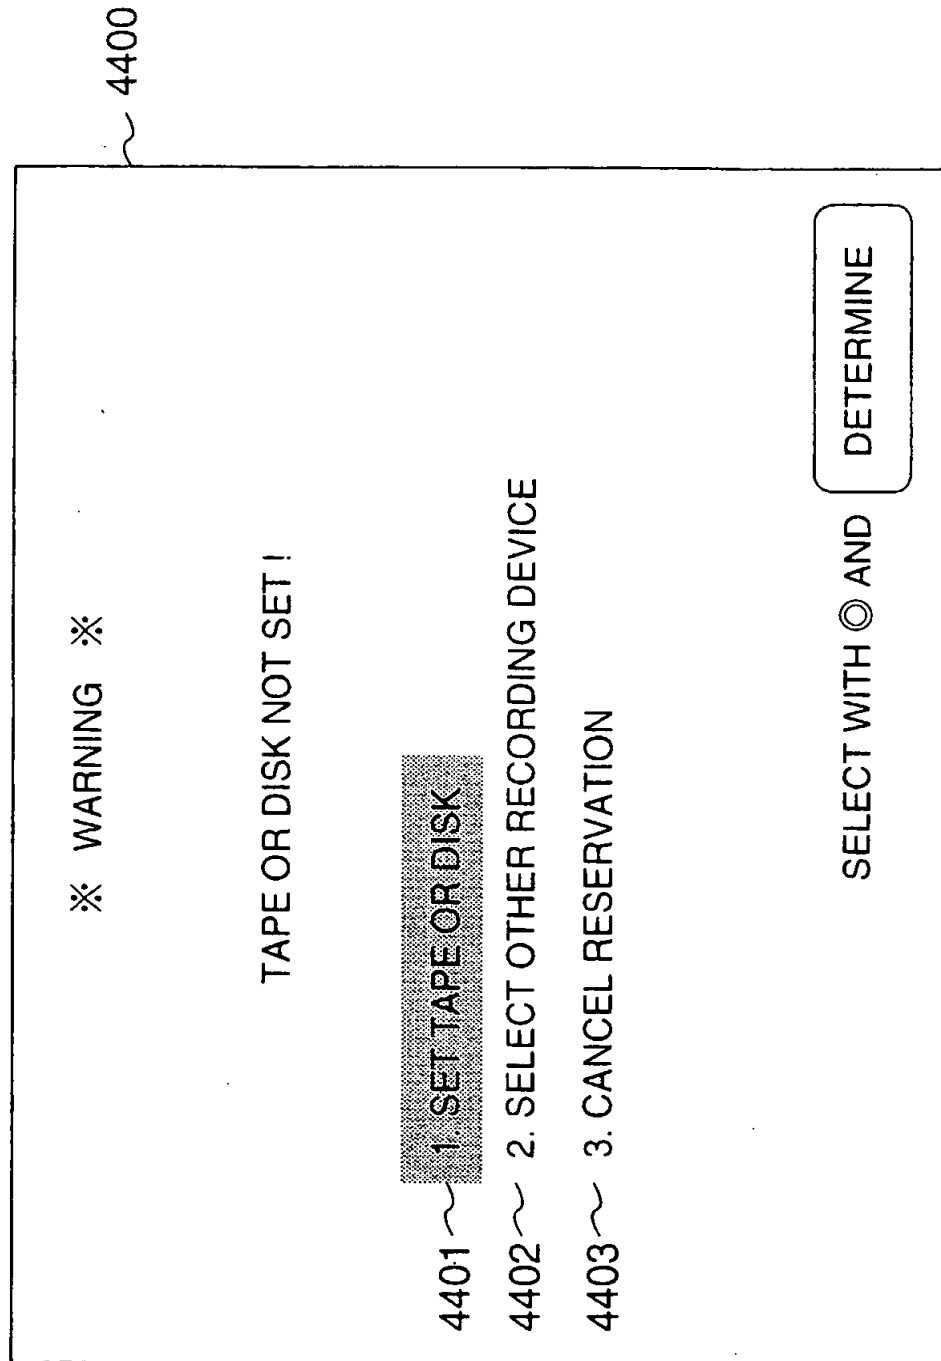 4400
※ WARNING ※
TAPE OR DISK NOT SET !
4401 1. SET TAPE OR DISK
4402 2. SELECT OTHER RECORDING DEVICE
4403 3. CANCEL RESERVATION
SELECT WITH ◎ AND DETERMINE